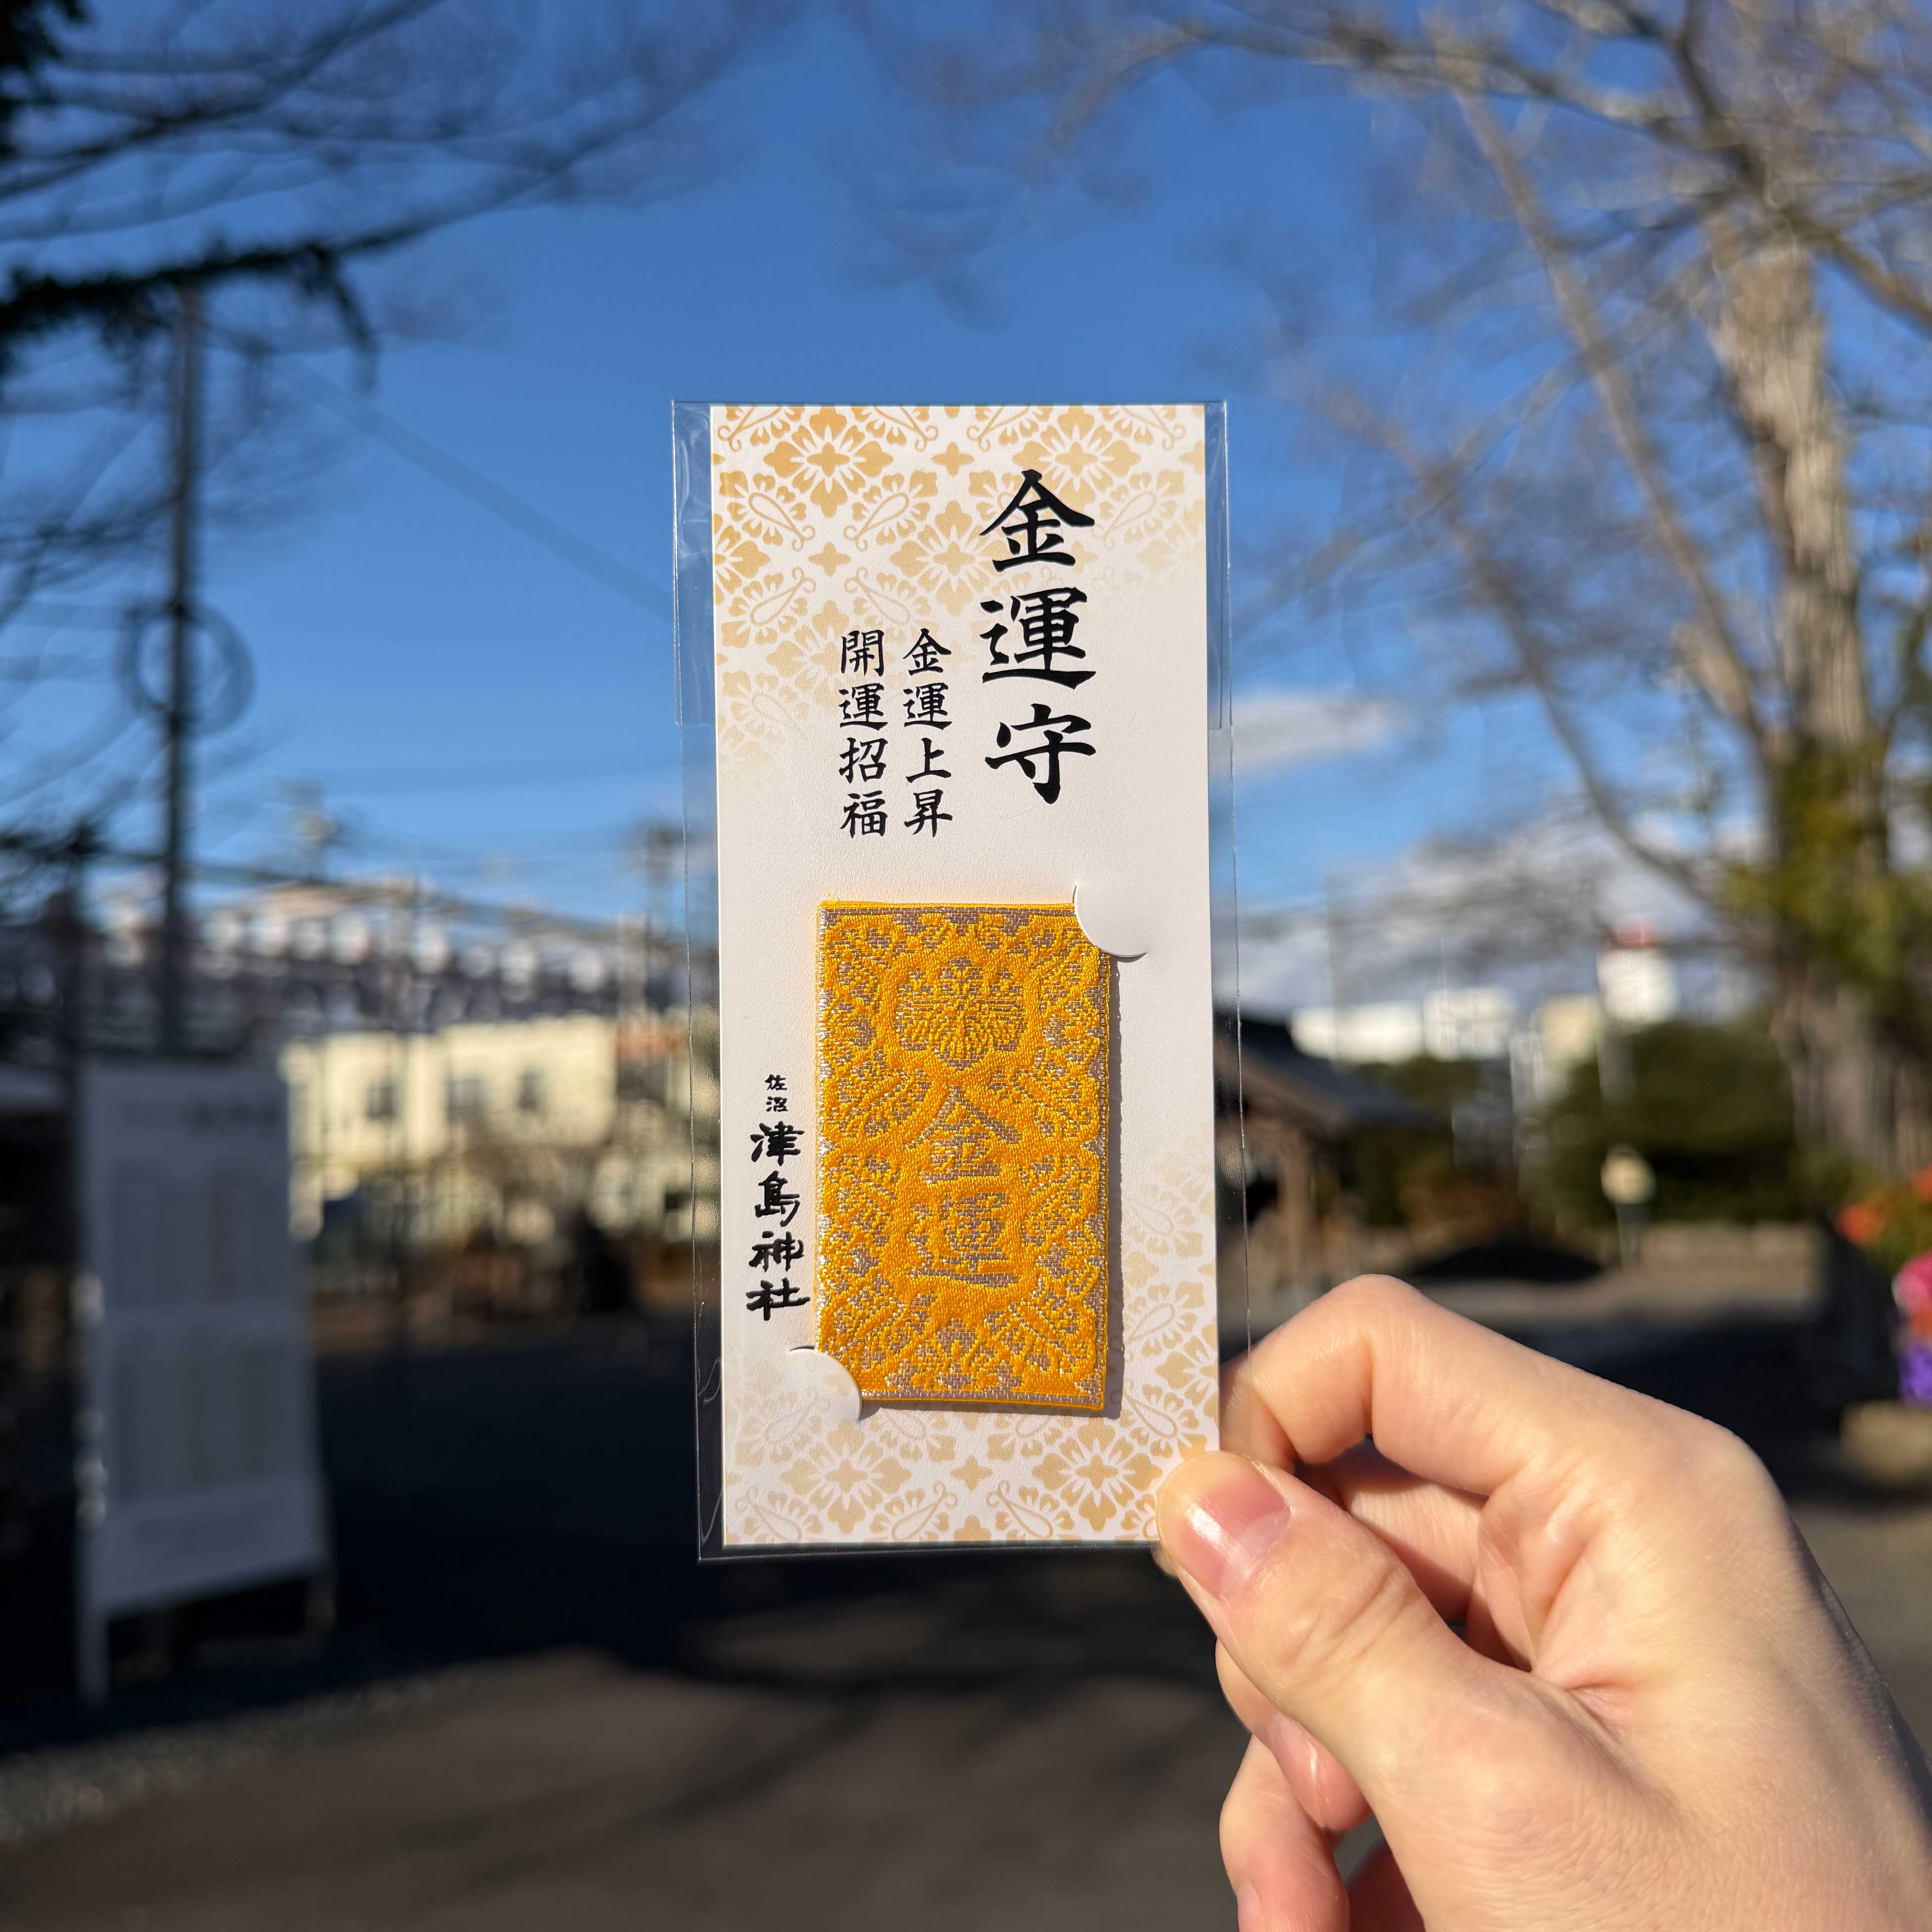 金運守
金運上昇
開運招福
金運
佐沼
津島神社